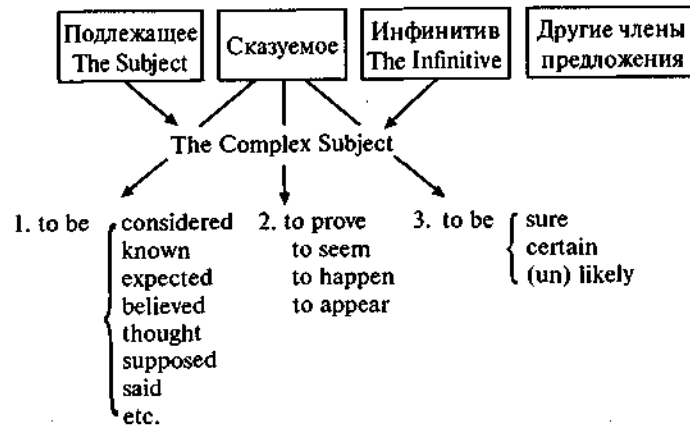 Подлежащее
The Subject
Сказуемое
Инфинитив
The Infinitive
Другие члены
предложения
The Complex Subject
1. to be
considered
known
expected
believed
thought
supposed
said
etc.
2. to prove
to seem
to happen
to appear
3. to be
sure
certain
(un) likely